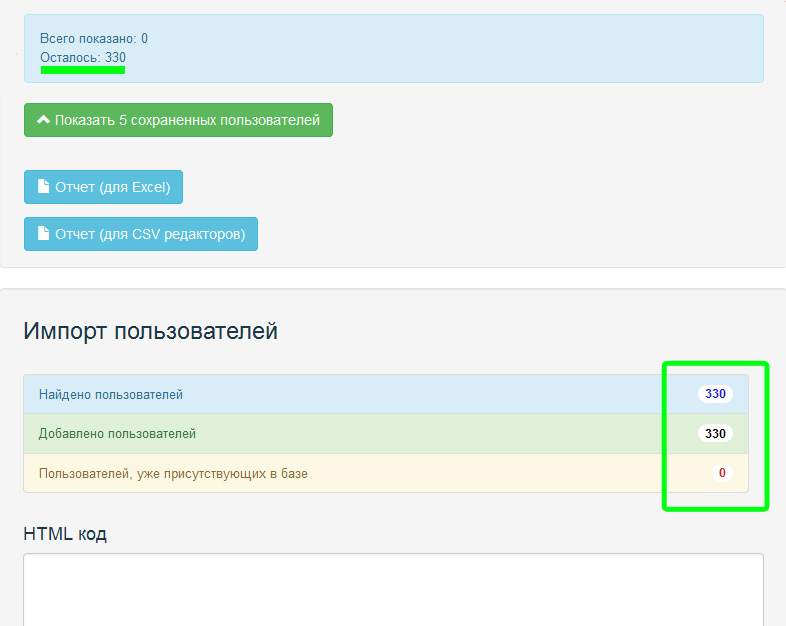 Всего показано: 0
Осталось: 330
Показать 5 сохраненных пользователей
Отчет (для Excel)
Отчет (для CSV редакторов)
Импорт пользователей
Найдено пользователей 330
Добавлено пользователей 330
Пользователей, уже присутствующих в базе 0
HTML код